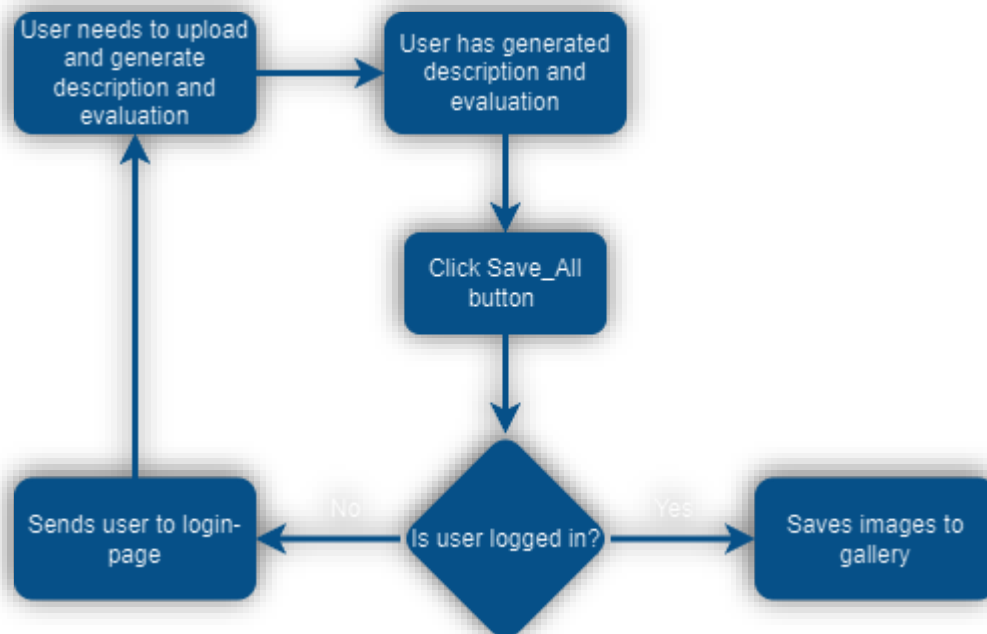 User needs to upload
and generate
description and
evaluation
User has generated
description and
evaluation
Click Save_All
button
Is user logged in?
No
Yes
Sends user to login-
page
Saves images to
gallery